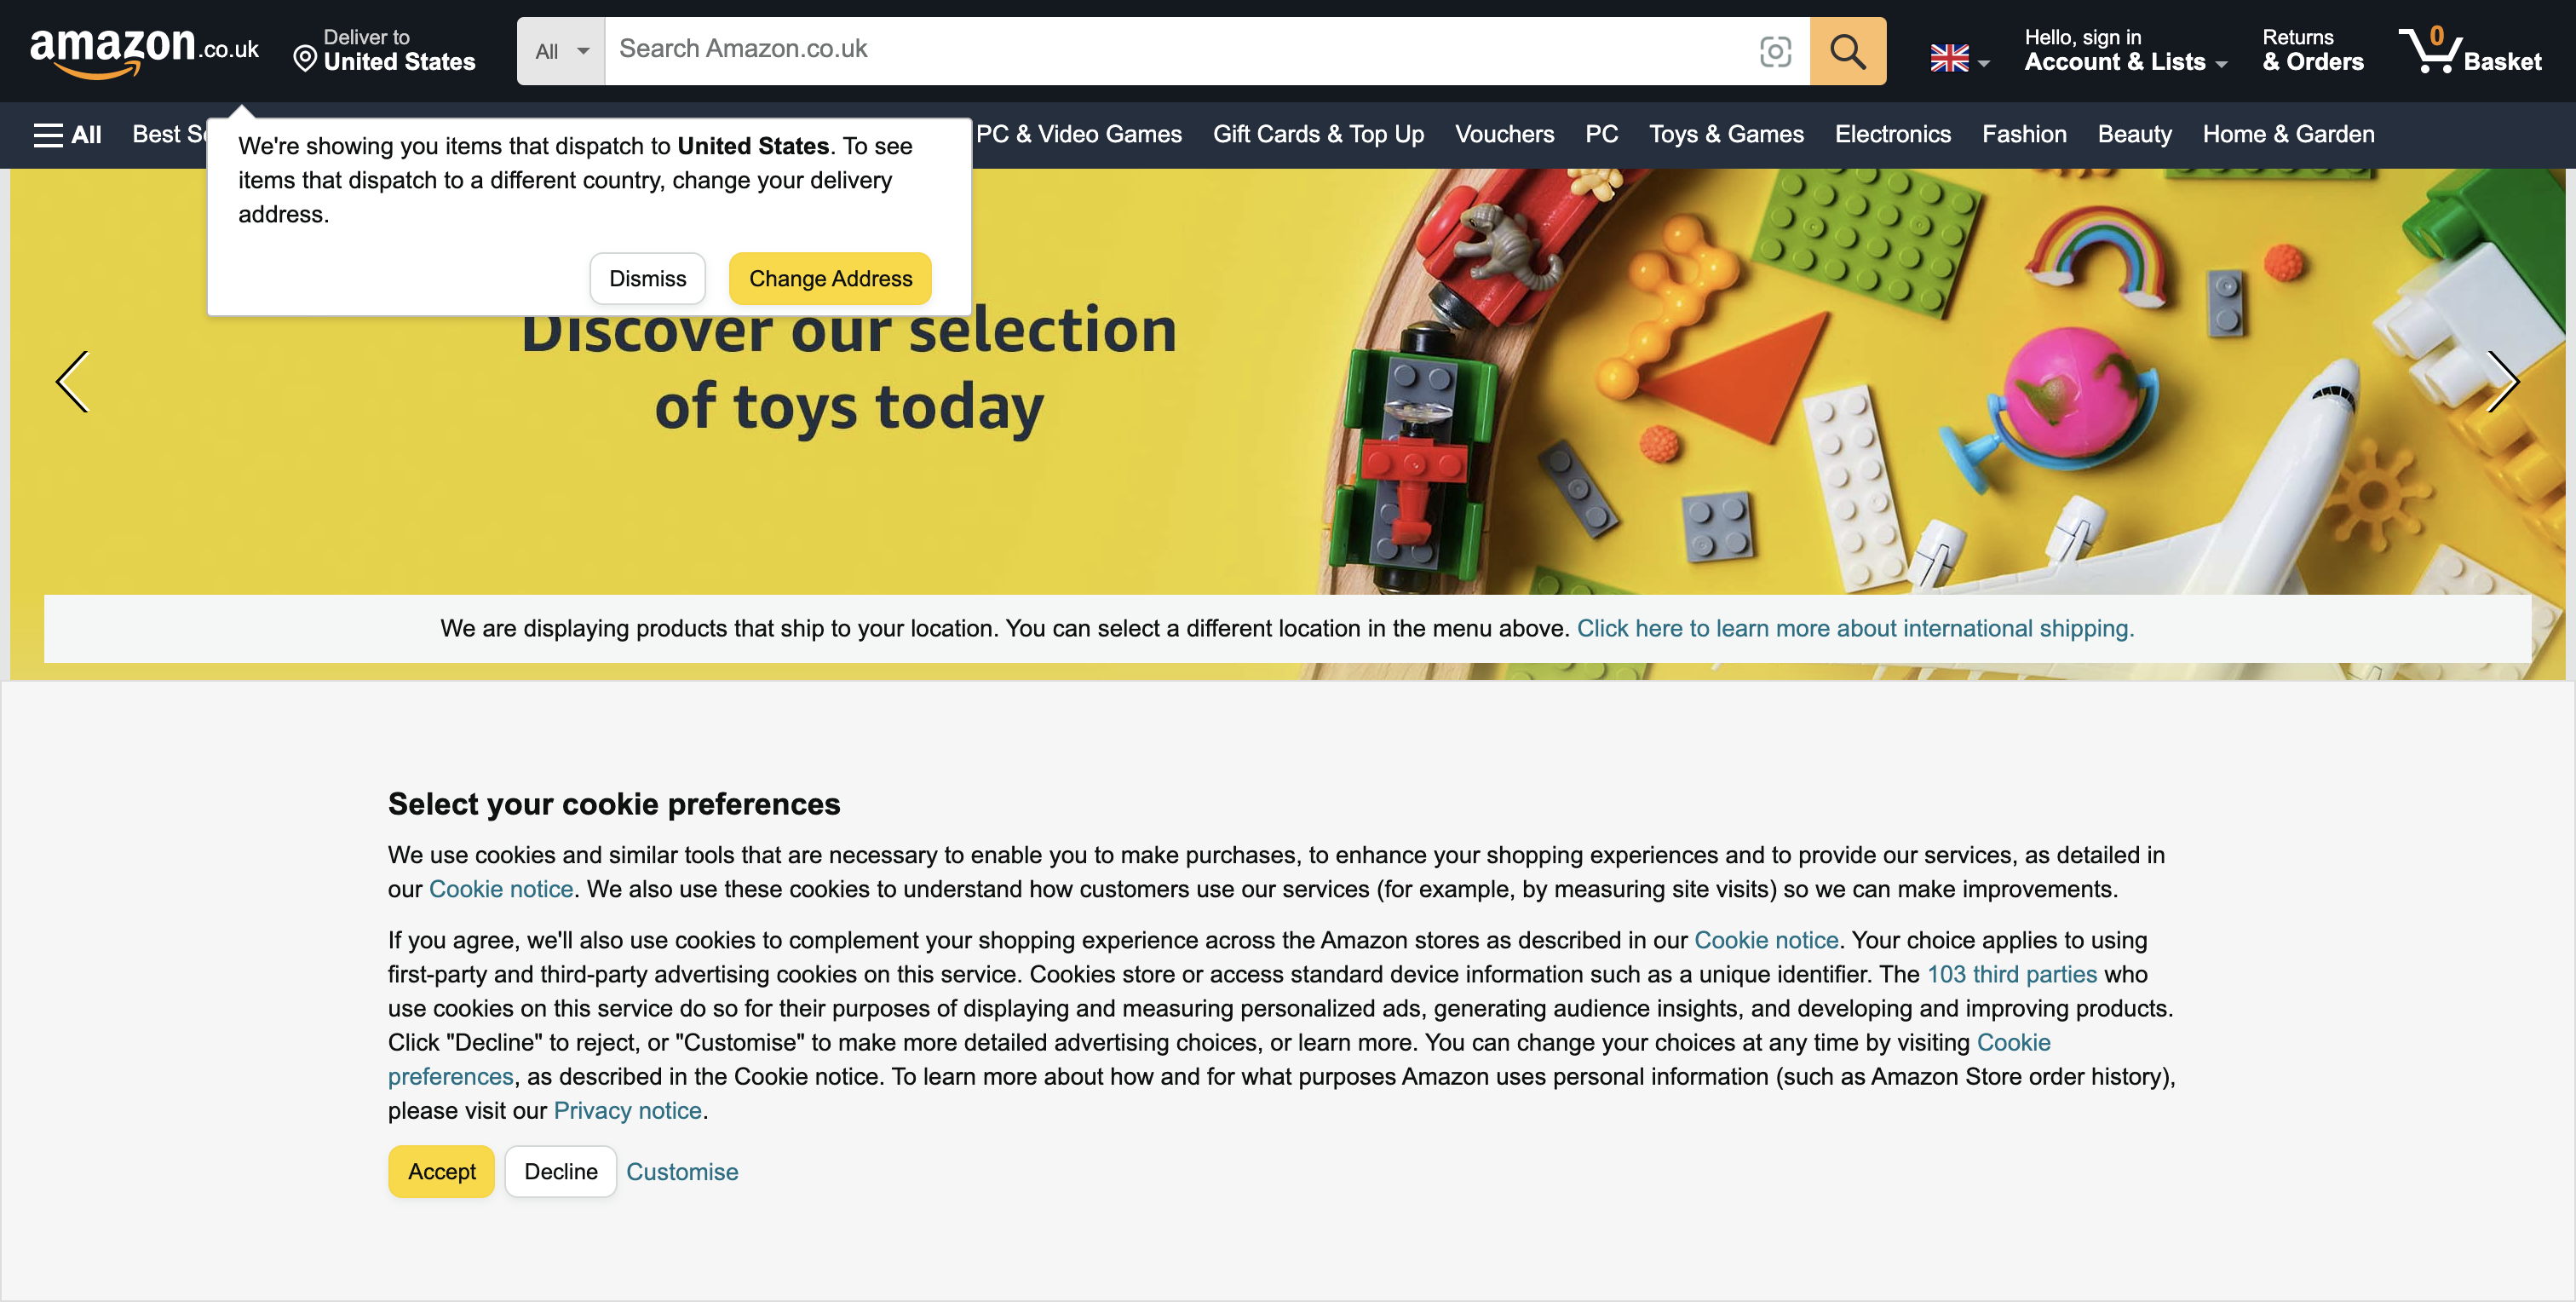 amazon.co.uk
Deliver to
United States
All
Search Amazon.co.uk
Hello, sign in
Account & Lists
Returns
& Orders
0
Basket
All
Best
PC & Video Games
Gift Cards & Top Up
Vouchers
PC
Toys & Games
Electronics
Fashion
Beauty
Home & Garden
We're showing you items that dispatch to United States. To see
items that dispatch to a different country, change your delivery
address.
Dismiss
Change Address
Discover our selection
of toys today
We are displaying products that ship to your location. You can select a different location in the menu above. Click here to learn more about international shipping.
Select your cookie preferences
We use cookies and similar tools that are necessary to enable you to make purchases, to enhance your shopping experiences and to provide our services, as detailed in
our Cookie notice. We also use these cookies to understand how customers use our services (for example, by measuring site visits) so we can make improvements.
If you agree, we'll also use cookies to complement your shopping experience across the Amazon stores as described in our Cookie notice. Your choice applies to using
first-party and third-party advertising cookies on this service. Cookies store or access standard device information such as a unique identifier. The 103 third parties who
use cookies on this service do so for their purposes of displaying and measuring personalized ads, generating audience insights, and developing and improving products.
Click "Decline" to reject, or "Customise" to make more detailed advertising choices, or learn more. You can change your choices at any time by visiting Cookie
preferences, as described in the Cookie notice. To learn more about how and for what purposes Amazon uses personal information (such as Amazon Store order history),
please visit our Privacy notice.
Accept
Decline
Customise